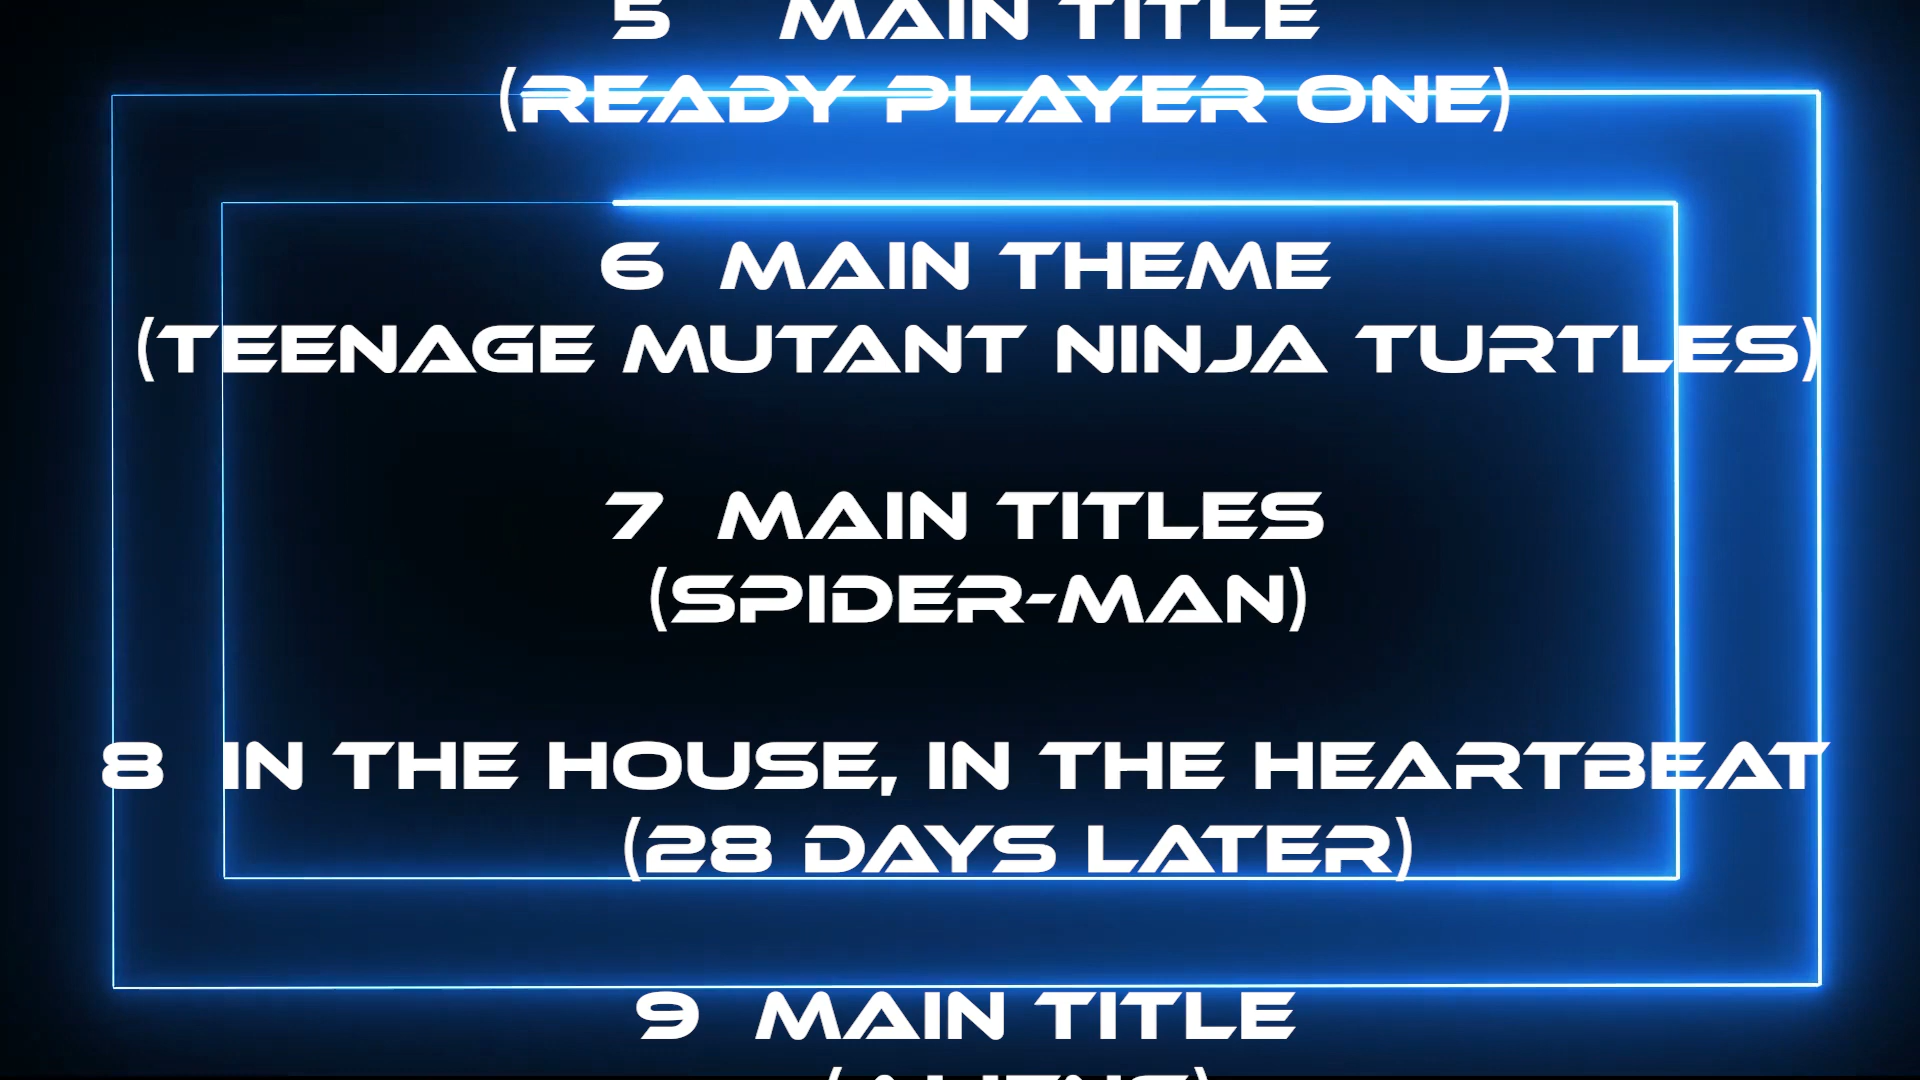 5 MAIN TITLE
(READY PLAYER ONE)
6 MAIN THEME
(TEENAGE MUTANT NINJA TURTLES)
7 MAIN TITLES
(SPIDER-MAN)
8 IN THE HOUSE, IN THE HEARTBEAT
(28 DAYS LATER)
9 MAIN TITLE